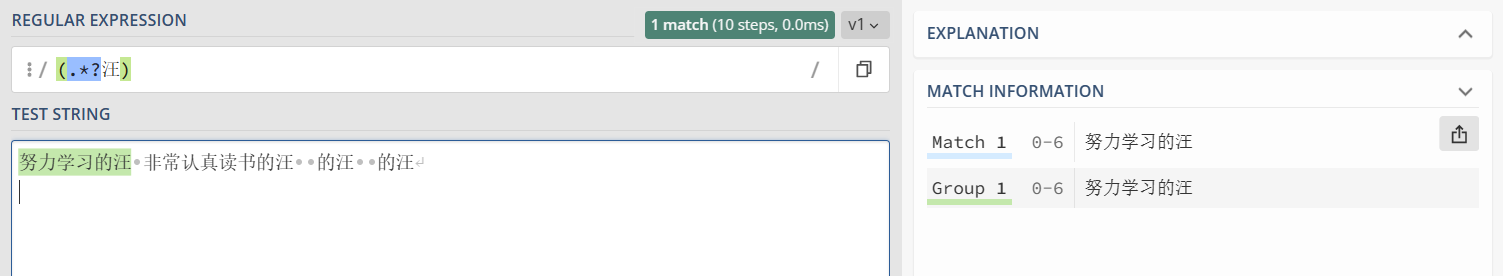 REGULAR EXPRESSION
1 match (10 steps, 0.0ms) v1
/ (.*?汪) /
TEST STRING
努力学习的汪 非常认真读书的汪  的汪  的汪
EXPLANATION
MATCH INFORMATION
Match 1 0-6 努力学习的汪
Group 1 0-6 努力学习的汪